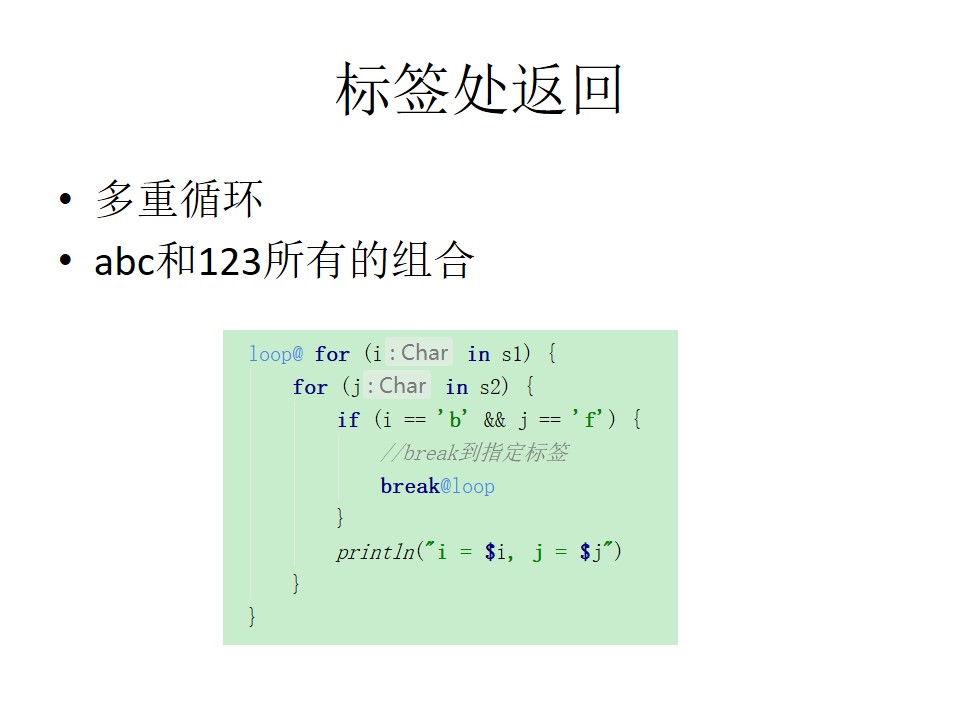 标签处返回
• 多重循环
• abc和123所有的组合
loop@ for (i : Char in s1) {
for (j : Char in s2) {
if (i == 'b' && j == 'f') {
//break到指定标签
break@loop
}
println("i = $i, j = $j")
}
}